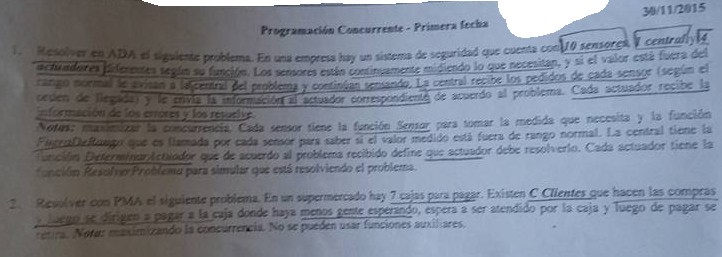 30/11/2015
Programación Concurrente - Primera fecha
1. Resolver en ADA el siguiente problema. En una empresa hay un sistema de seguridad que cuenta con 10 sensores, 1 central y 4
actuadores diferentes según su función. Los sensores están continuamente midiendo lo que necesitan, y si el valor está fuera del
rango normal le avisan a la central del problema y continúan sensando. La central recibe los pedidos de cada sensor (según el
orden de llegada) y le envía la información al actuador correspondiente de acuerdo al problema. Cada actuador recibe la
información de los errores y los resuelve.
Notas: maximizar la concurrencia. Cada sensor tiene la función Sensar para tomar la medida que necesita y la función
FueraDeRango que es llamada por cada sensor para saber si el valor medido está fuera de rango normal. La central tiene la
función DeterminarActuador que de acuerdo al problema recibido define que actuador debe resolverlo. Cada actuador tiene la
función ResolverProblema para simular que está resolviendo el problema.
2. Resolver con PMA el siguiente problema. En un supermercado hay 7 cajas para pagar. Existen C Clientes que hacen las compras
y luego se dirigen a pagar a la caja donde haya menos gente esperando, espera a ser atendido por la caja y luego de pagar se
retira. Nota: maximizando la concurrencia. No se pueden usar funciones auxiliares.